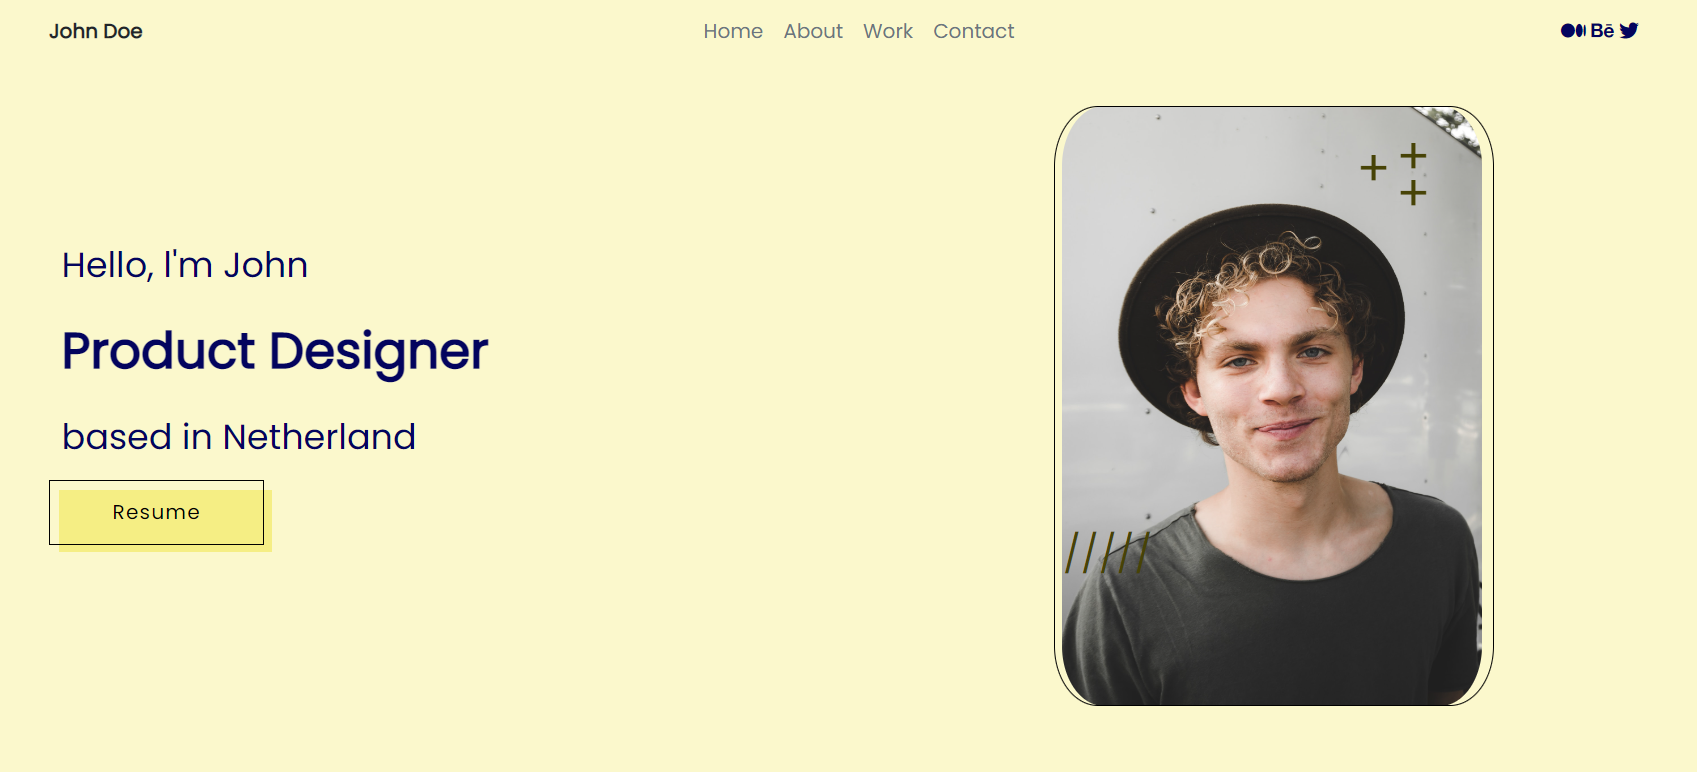 John Doe
Home About Work Contact
Bē
Hello, I'm John
Product Designer
based in Netherland
Resume